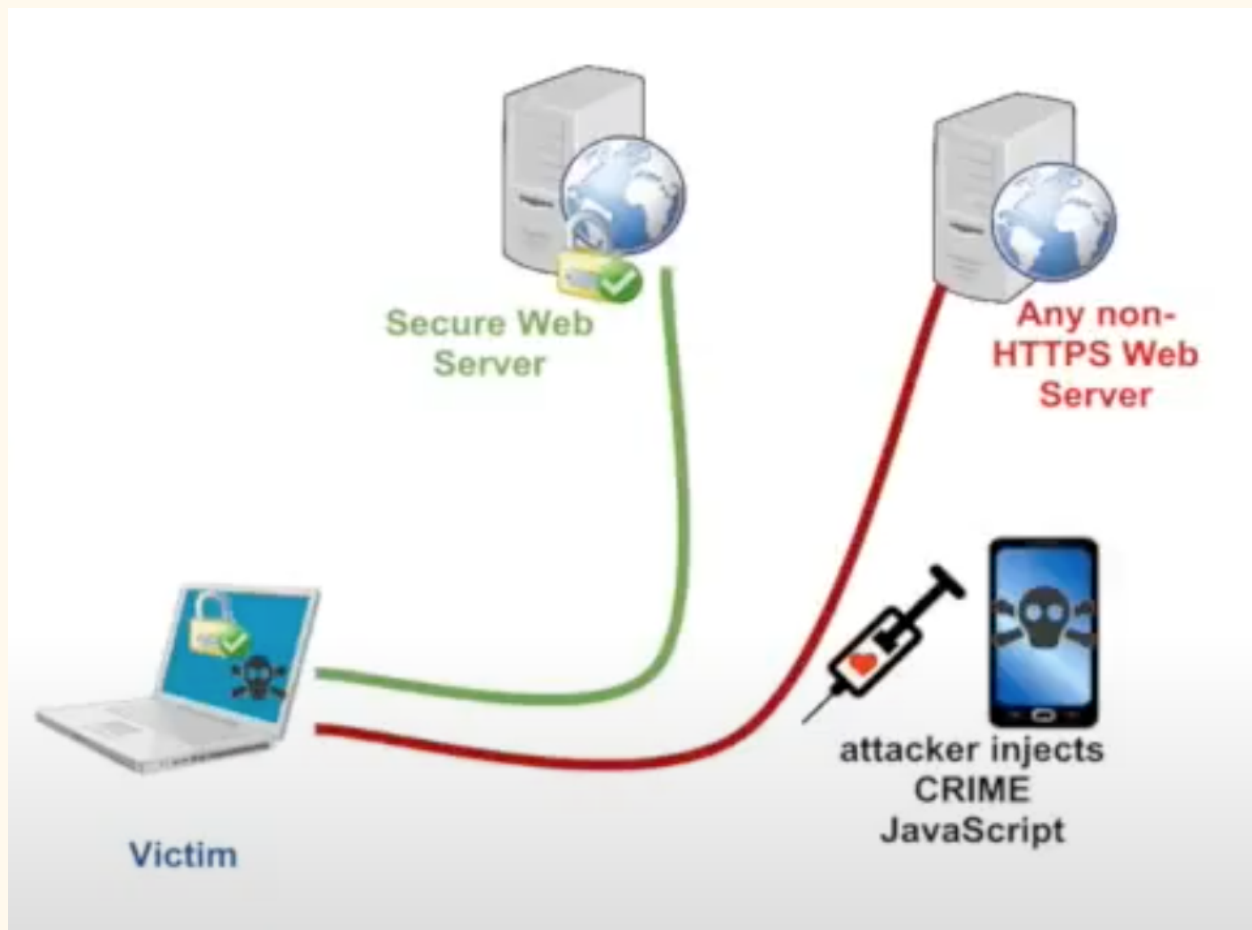 Secure Web
Server
Any non-
HTTPS Web
Server
attacker injects
CRIME
JavaScript
Victim